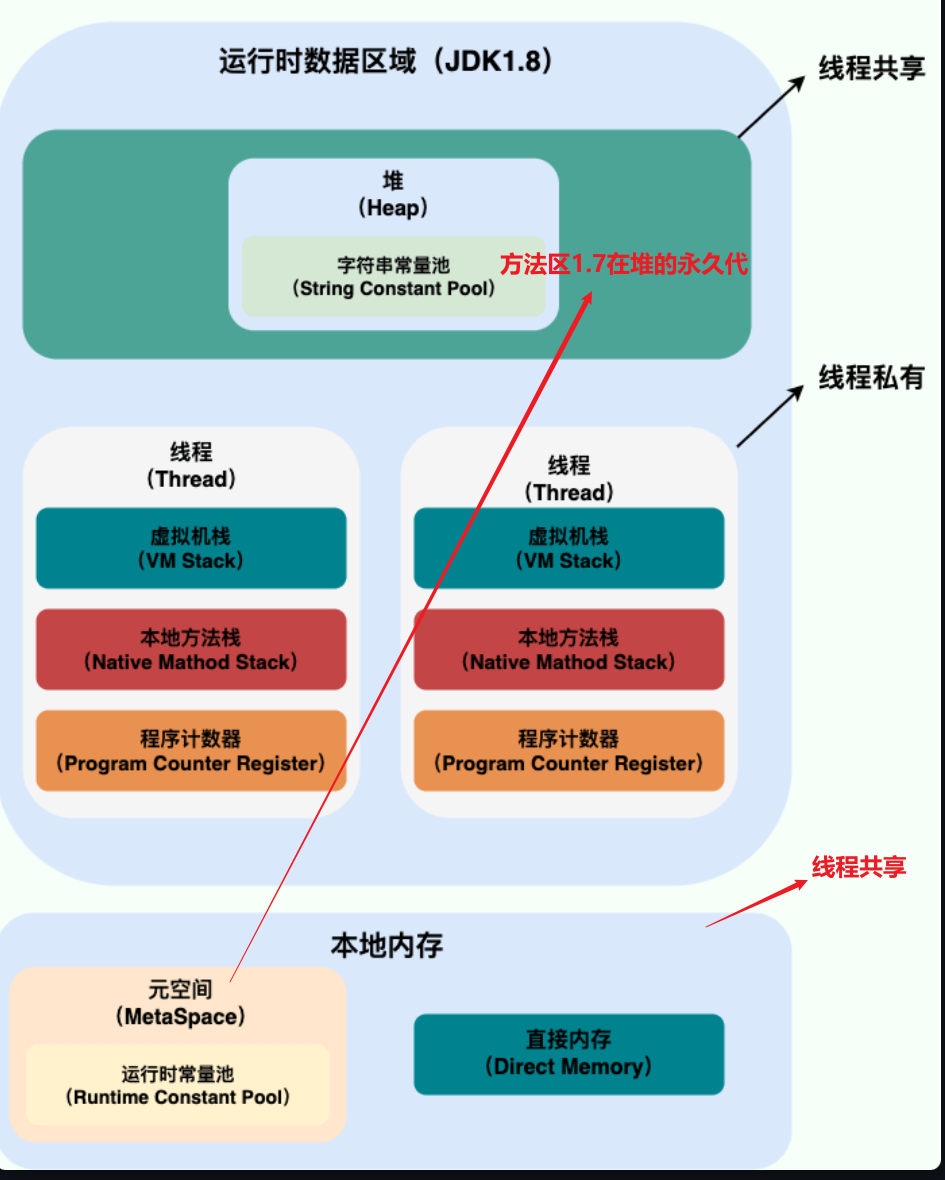 运行时数据区域（JDK1.8）
线程共享
堆
（Heap）
字符串常量池
（String Constant Pool）
方法区1.7在堆的永久代
线程私有
线程
（Thread）
虚拟机栈
（VM Stack）
本地方法栈
（Native Mathod Stack）
程序计数器
（Program Counter Register）
线程
（Thread）
虚拟机栈
（VM Stack）
本地方法栈
（Native Mathod Stack）
程序计数器
（Program Counter Register）
线程共享
本地内存
元空间
（MetaSpace）
运行时常量池
（Runtime Constant Pool）
直接内存
（Direct Memory）